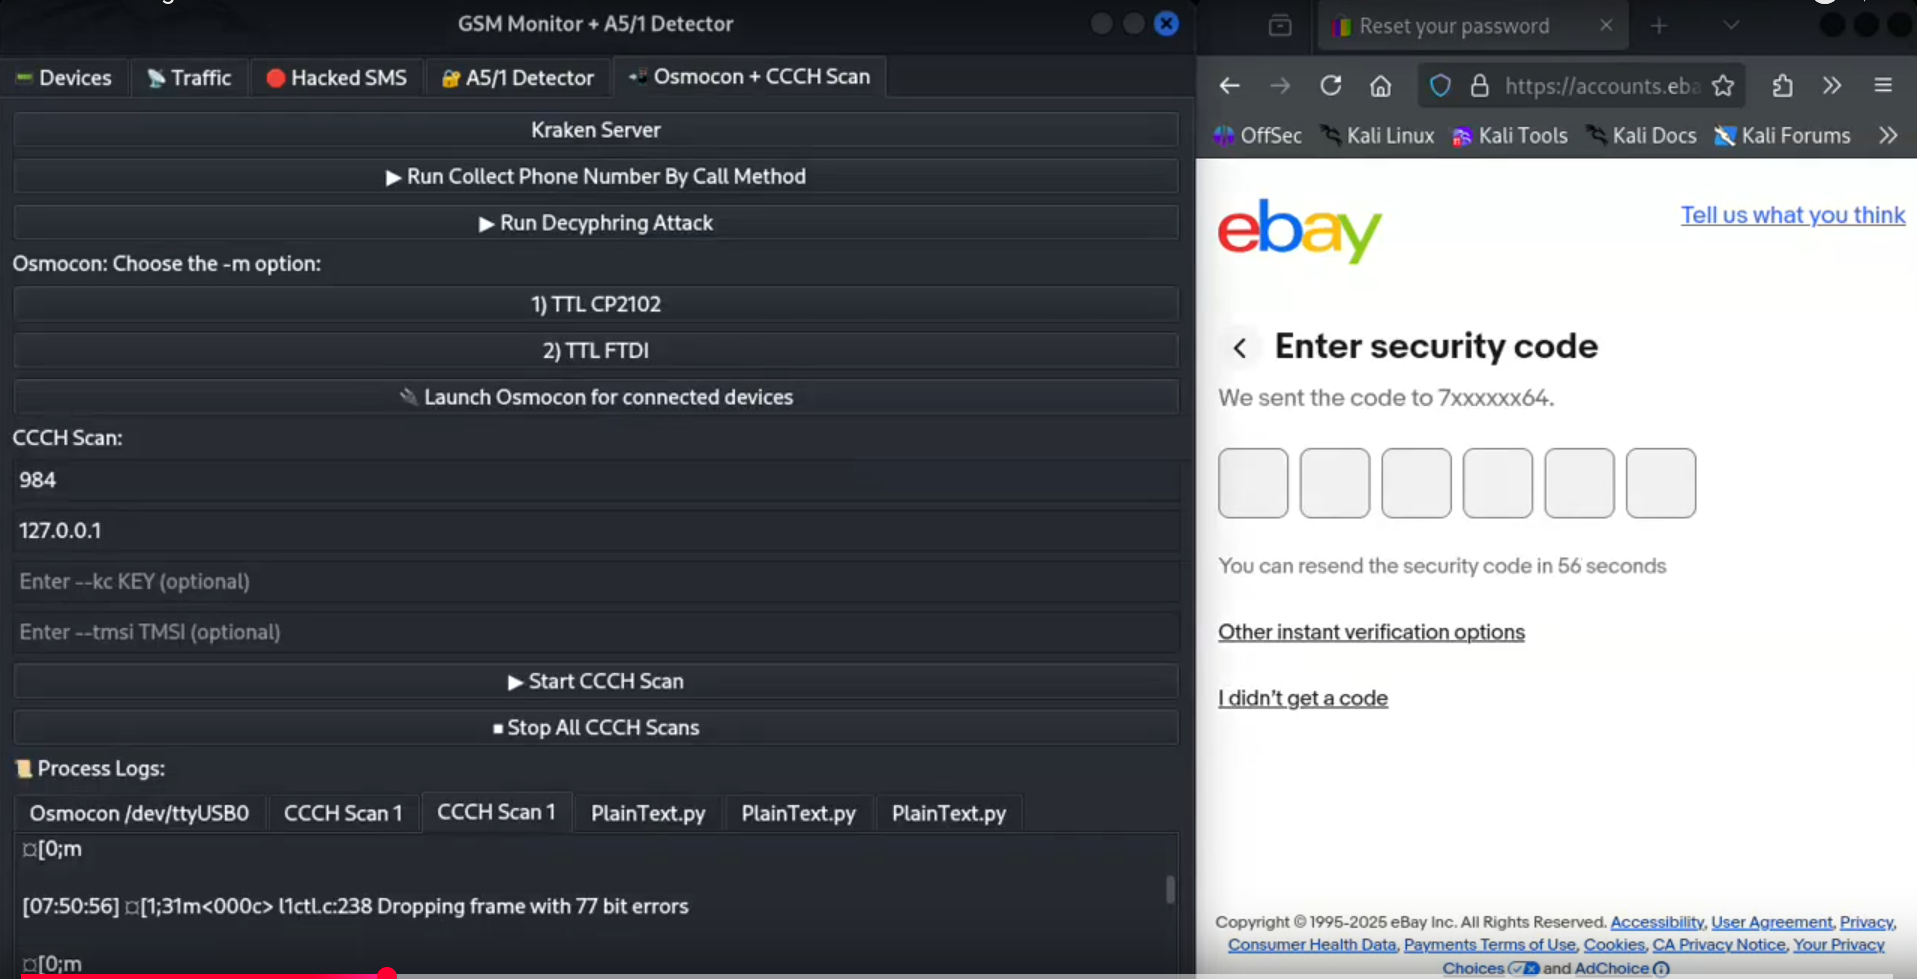 GSM Monitor + A5/1 Detector
Devices
Traffic
Hacked SMS
A5/1 Detector
Osmocon + CCCH Scan
Kraken Server
▶ Run Collect Phone Number By Call Method
▶ Run Decyphring Attack
Osmocon: Choose the -m option:
1) TTL CP2102
2) TTL FTDI
Launch Osmocon for connected devices
CCCH Scan:
984
127.0.0.1
Enter --kc KEY (optional)
Enter --tmsi TMSI (optional)
▶ Start CCCH Scan
■ Stop All CCCH Scans
Process Logs:
Osmocon /dev/ttyUSB0
CCCH Scan 1
CCCH Scan 1
PlainText.py
PlainText.py
PlainText.py
¤[0;m
[07:50:56] ¤[1;31m<000c> l1ctl.c:238 Dropping frame with 77 bit errors
¤[0;m
Reset your password
https://accounts.eba
OffSec
Kali Linux
Kali Tools
Kali Docs
Kali Forums
ebay
Tell us what you think
Enter security code
We sent the code to 7xxxxxx64.
You can resend the security code in 56 seconds
Other instant verification options
I didn't get a code
Copyright © 1995-2025 eBay Inc. All Rights Reserved. Accessibility, User Agreement, Privacy,
Consumer Health Data, Payments Terms of Use, Cookies, CA Privacy Notice, Your Privacy
Choices and AdChoice